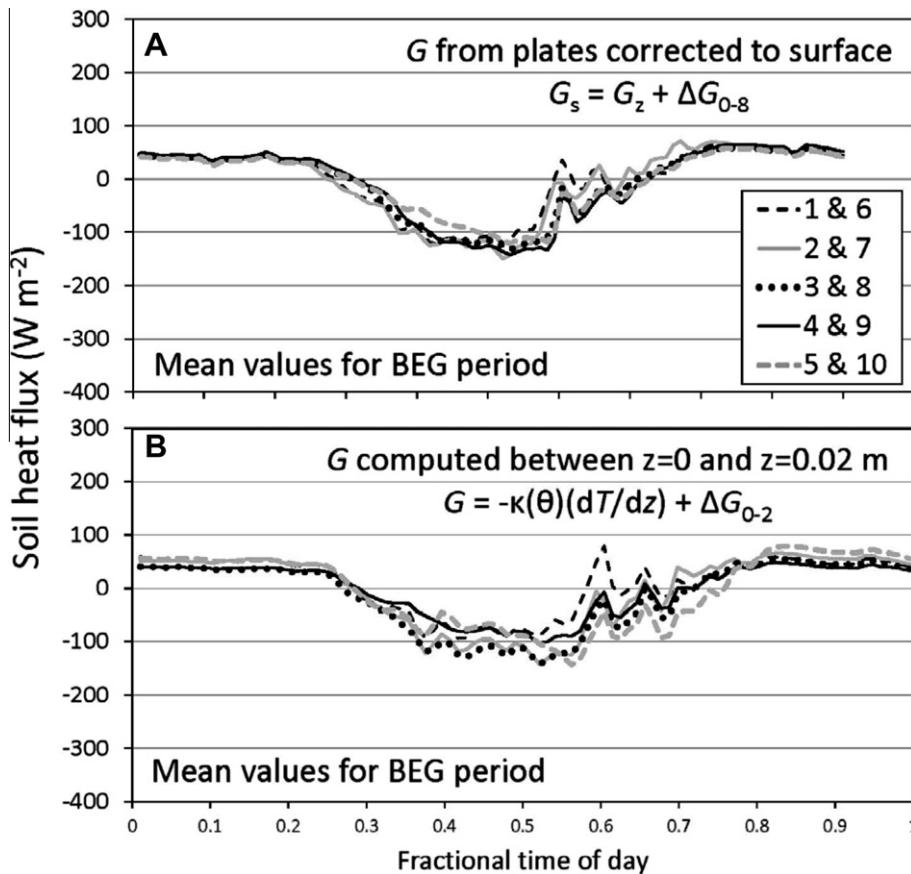 Soil heat flux (W m⁻²)
300
200
100
0
-100
-200
-300
-400
A
G from plates corrected to surface
Gₛ = G_z + ΔG₀₋₈
1 & 6
2 & 7
3 & 8
4 & 9
5 & 10
Mean values for BEG period
300
200
100
0
-100
-200
-300
-400
B
G computed between z=0 and z=0.02 m
G = -κ(θ)(dT/dz) + ΔG₀₋₂
Mean values for BEG period
0 0.1 0.2 0.3 0.4 0.5 0.6 0.7 0.8 0.9
Fractional time of day